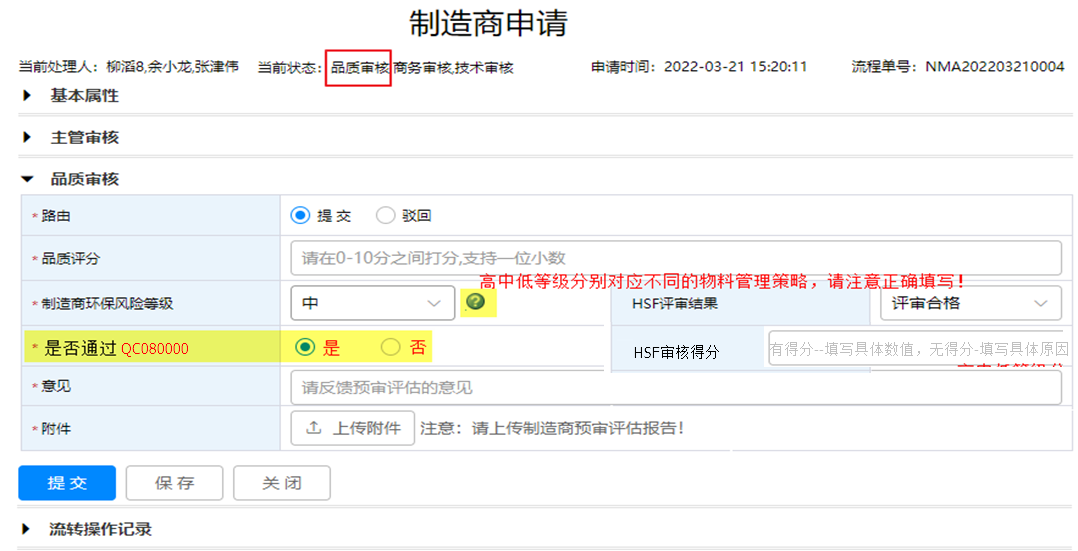 制造商申请
当前处理人：柳滔8,余小龙,张津伟 当前状态：品质审核,商务审核,技术审核 申请时间：2022-03-21 15:20:11 流程单号：NMA202203210004
基本属性
主管审核
品质审核
* 路由 提交 驳回
* 品质评分 请在0-10分之间打分,支持一位小数
高中低等级分别对应不同的物料管理策略，请注意正确填写！
* 制造商环保风险等级 中 ? HSF评审结果 评审合格
* 是否通过 QC080000 是 否 HSF审核得分 有得分--填写具体数值，无得分-填写具体原因
* 意见 请反馈预审评估的意见
* 附件 上传附件 注意：请上传制造商预审评估报告！
提交 保存 关闭
流转操作记录